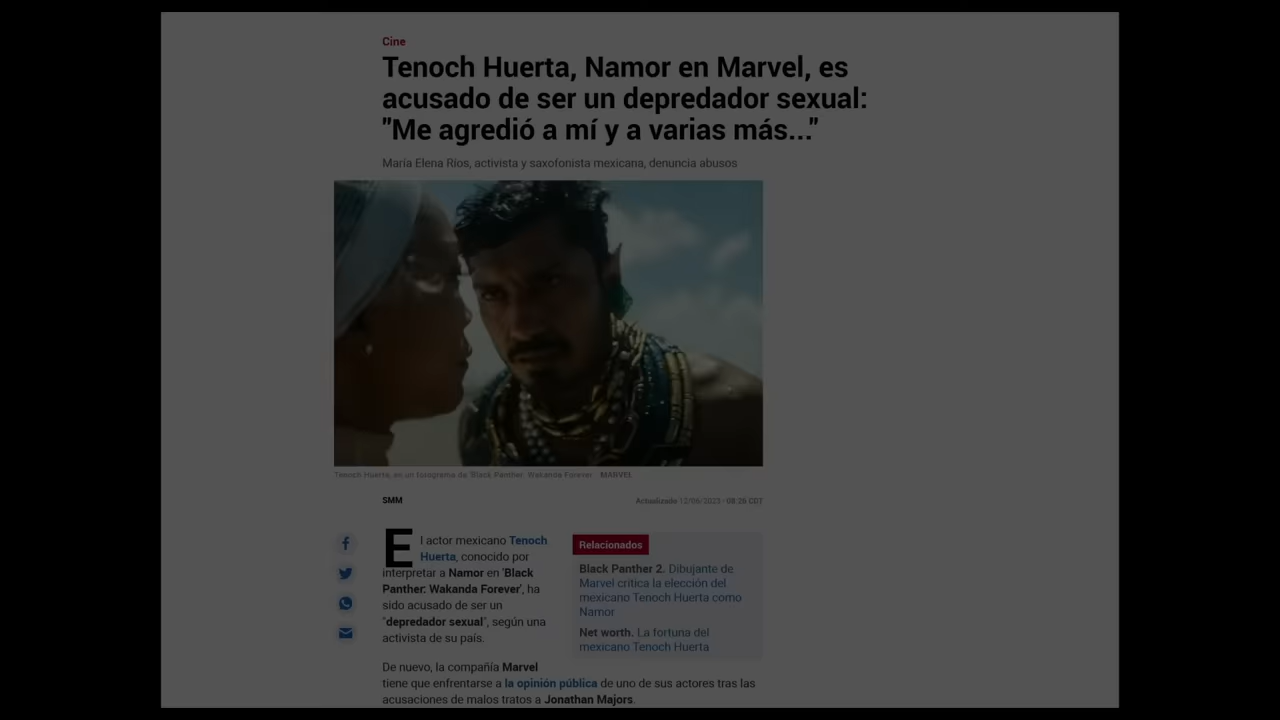 Cine
Tenoch Huerta, Namor en Marvel, es
acusado de ser un depredador sexual:
"Me agredió a mí y a varias más..."
María Elena Ríos, activista y saxofonista mexicana, denuncia abusos
Tenoch Huerta, en un fotograma de 'Black Panther: Wakanda Forever'. MARVEL
SMM
Actualizado 12/06/2023 - 08:26 CDT
El actor mexicano Tenoch
Huerta, conocido por
interpretar a Namor en 'Black
Panther: Wakanda Forever', ha
sido acusado de ser un
"depredador sexual", según una
activista de su país.
Relacionados
Black Panther 2. Dibujante de
Marvel critica la elección del
mexicano Tenoch Huerta como
Namor
Net worth. La fortuna del
mexicano Tenoch Huerta
De nuevo, la compañía Marvel
tiene que enfrentarse a la opinión pública de uno de sus actores tras las
acusaciones de malos tratos a Jonathan Majors.